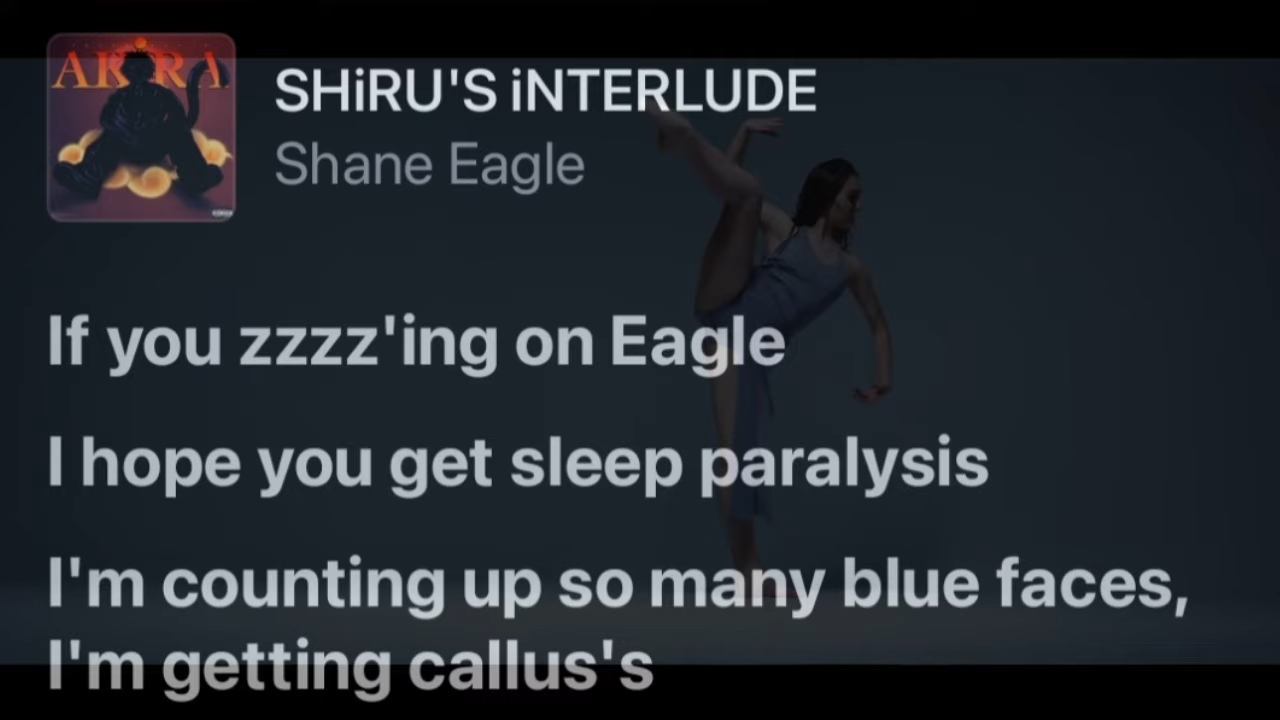 AKIRA
SHiRU'S iNTERLUDE
Shane Eagle
If you zzzz'ing on Eagle
I hope you get sleep paralysis
I'm counting up so many blue faces,
I'm getting callus's